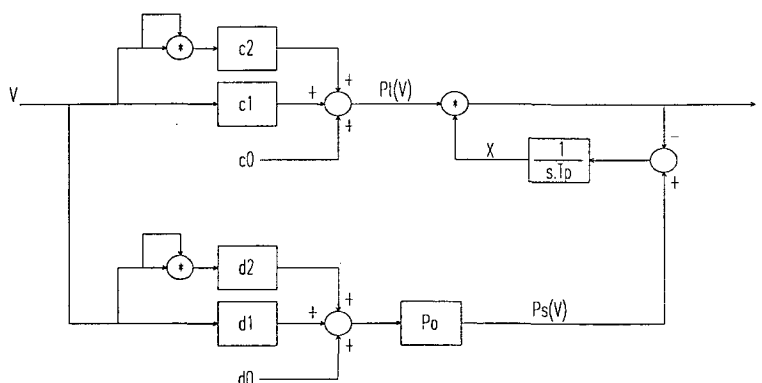 *
c2
+
V
c1
+
Pl(V)
*
+
c0
X
1
s.Tp
−
+
*
d2
+
d1
+
Po
Ps(V)
+
d0